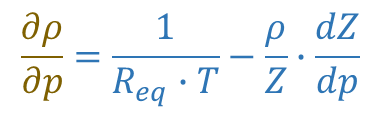 ∂ρ/∂p = 1/(R_eq · T) − ρ/Z · dZ/dp